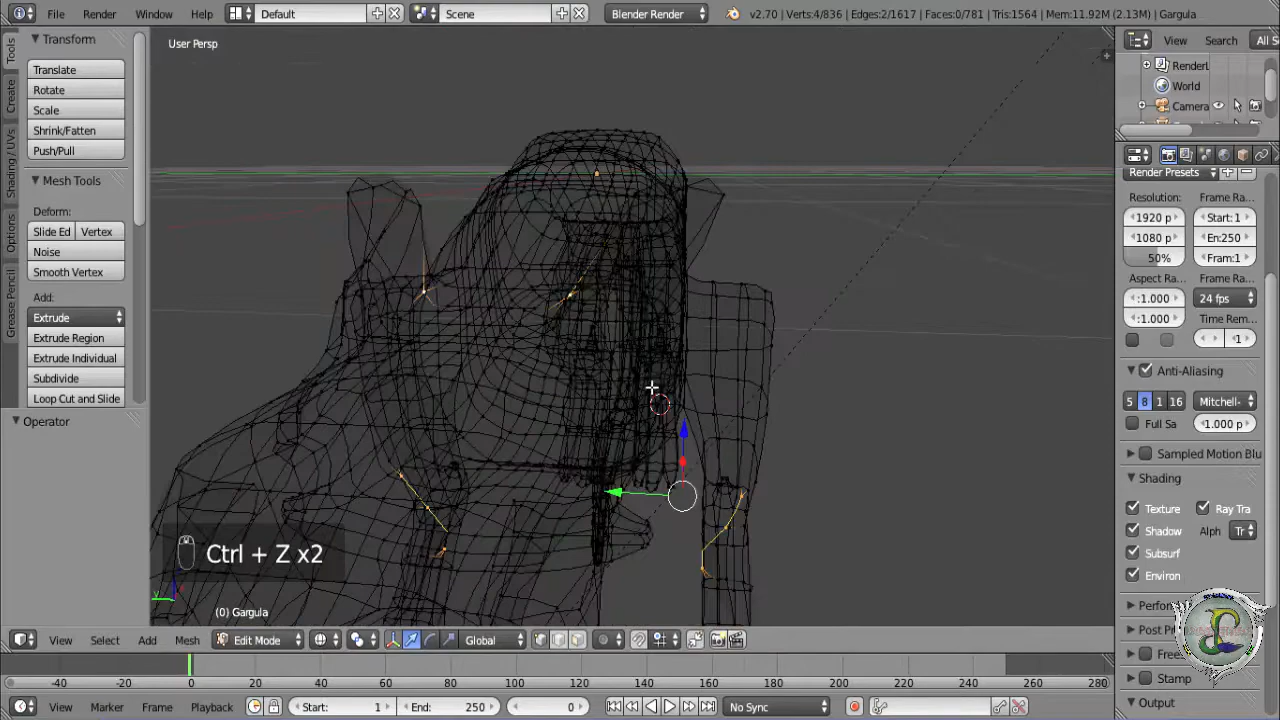 File Render Window Help Default Scene Blender Render v2.70 | Verts:4/836 | Edges:2/1617 | Faces:0/781 | Tris:1564 | Mem:11.92M (2.13M) | Gargula
Tools
Create
Shading / UVs
Options
Grease Pencil
Transform
Translate
Rotate
Scale
Shrink/Fatten
Push/Pull
Mesh Tools
Deform:
Slide Ed Vertex
Noise
Smooth Vertex
Add:
Extrude
Extrude Region
Extrude Individual
Subdivide
Loop Cut and Slide
Operator
User Persp
Ctrl + Z x2
(0) Gargula
View Select Add Mesh Edit Mode Global
-40 -20 0 20 40 60 80 100 120 140 160 180 200 220 240 260 280
View Marker Frame Playback Start: 1 End: 250 0 No Sync
View Search All S
RenderL
World
Camera
Render Presets
Resolution: Frame Ra
1920 p Start: 1
1080 p En:250
50% Fram:1
Aspect Ra Frame Ra
:1.000 24 fps
:1.000 Time Rem
1
Anti-Aliasing
5 8 1 16 Mitchell-
Full Sa 1.000 p
Sampled Motion Blu
Shading
Texture Ray Tra
Shadow Alph Tr
Subsurf
Environ
Perfor
Post P
Free
Stamp
Output